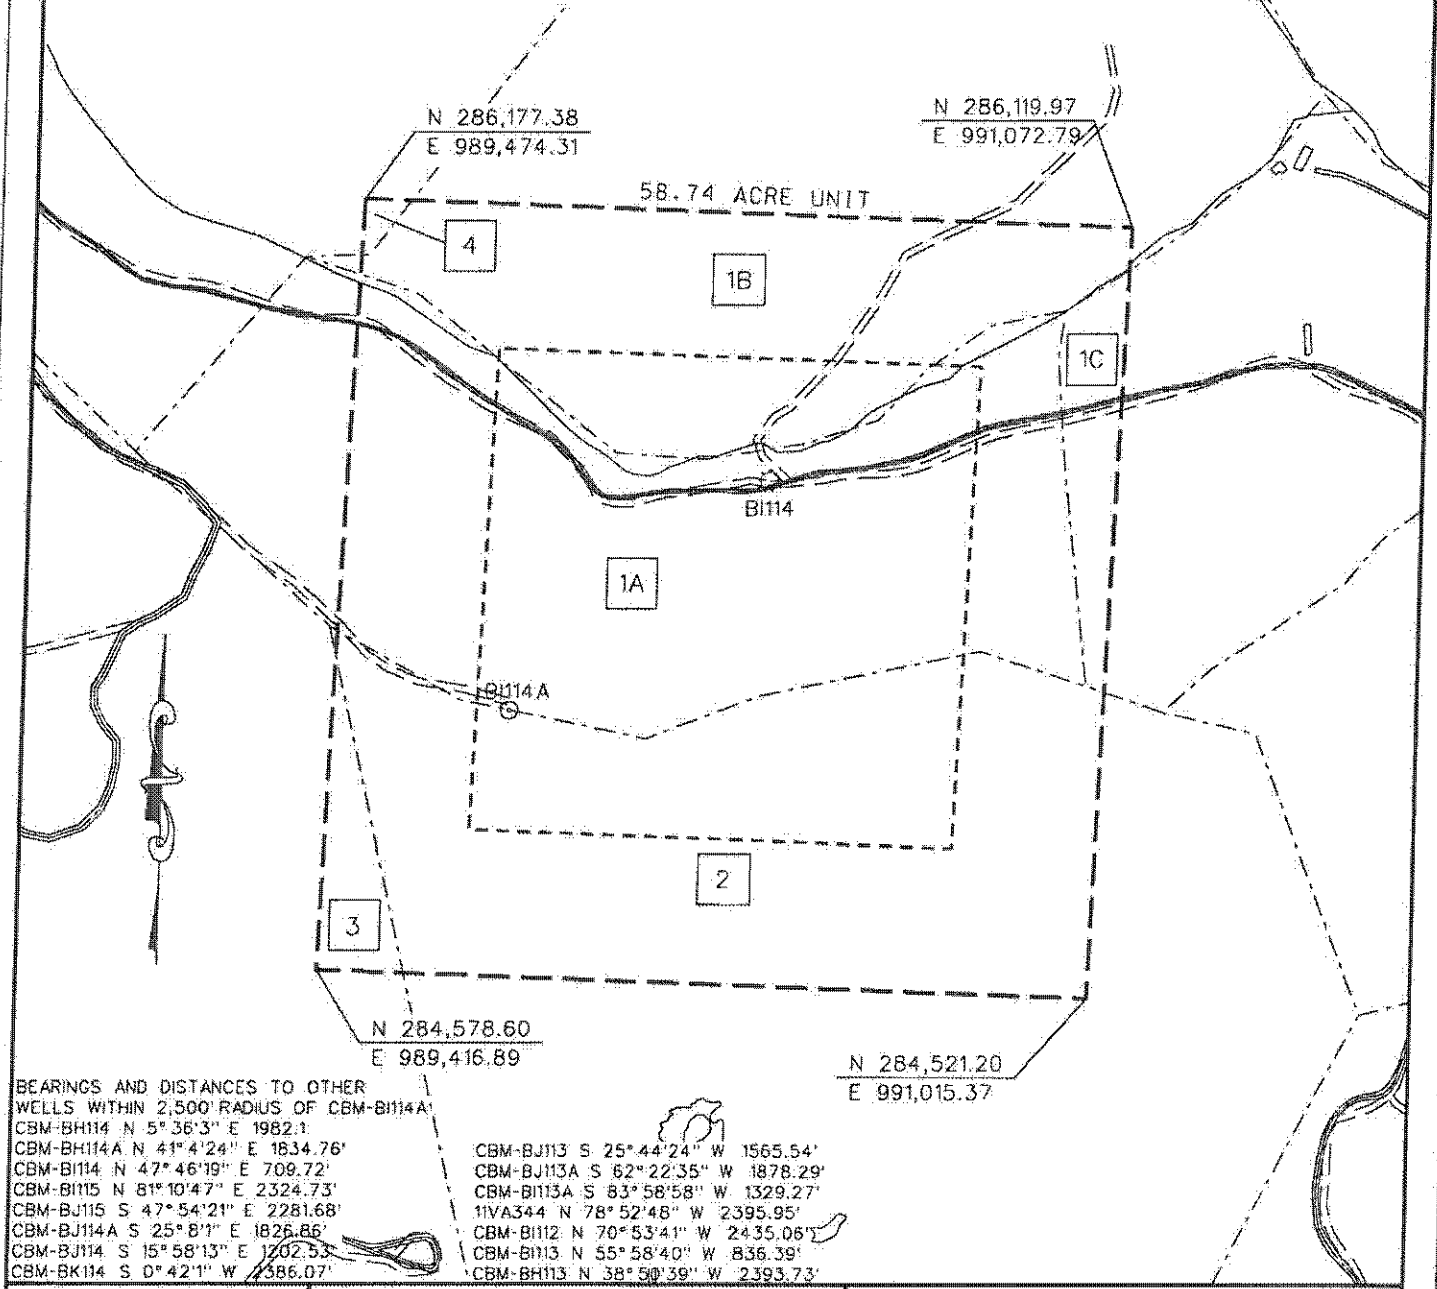 N 286,177.38
E 989,474.31
N 286,119.97
E 991,072.79
58.74 ACRE UNIT
4
1B
1C
BI114
1A
BI114A
2
3
N 284,578.60
E 989,416.89
N 284,521.20
E 991,015.37
BEARINGS AND DISTANCES TO OTHER
WELLS WITHIN 2,500' RADIUS OF CBM-BI114A
CBM-BH114 N 5°36'3" E 1982.1
CBM-BH114A N 41°4'24" E 1834.76'
CBM-BI114 N 47°46'19" E 709.72'
CBM-BI115 N 81°10'47" E 2324.73'
CBM-BJ115 S 47°54'21" E 2281.68'
CBM-BJ114A S 25°8'1" E 1826.86'
CBM-BJ114 S 15°58'13" E 1202.53'
CBM-BK114 S 0°42'1" W 2386.07'
CBM-BJ113 S 25°44'24" W 1565.54'
CBM-BJ113A S 62°22'35" W 1878.29'
CBM-BI113A S 83°58'58" W 1329.27'
11VA344 N 78°52'48" W 2395.95'
CBM-BI112 N 70°53'41" W 2435.06'
CBM-BI113 N 55°58'40" W 836.39'
CBM-BH113 N 38°50'39" W 2393.73'